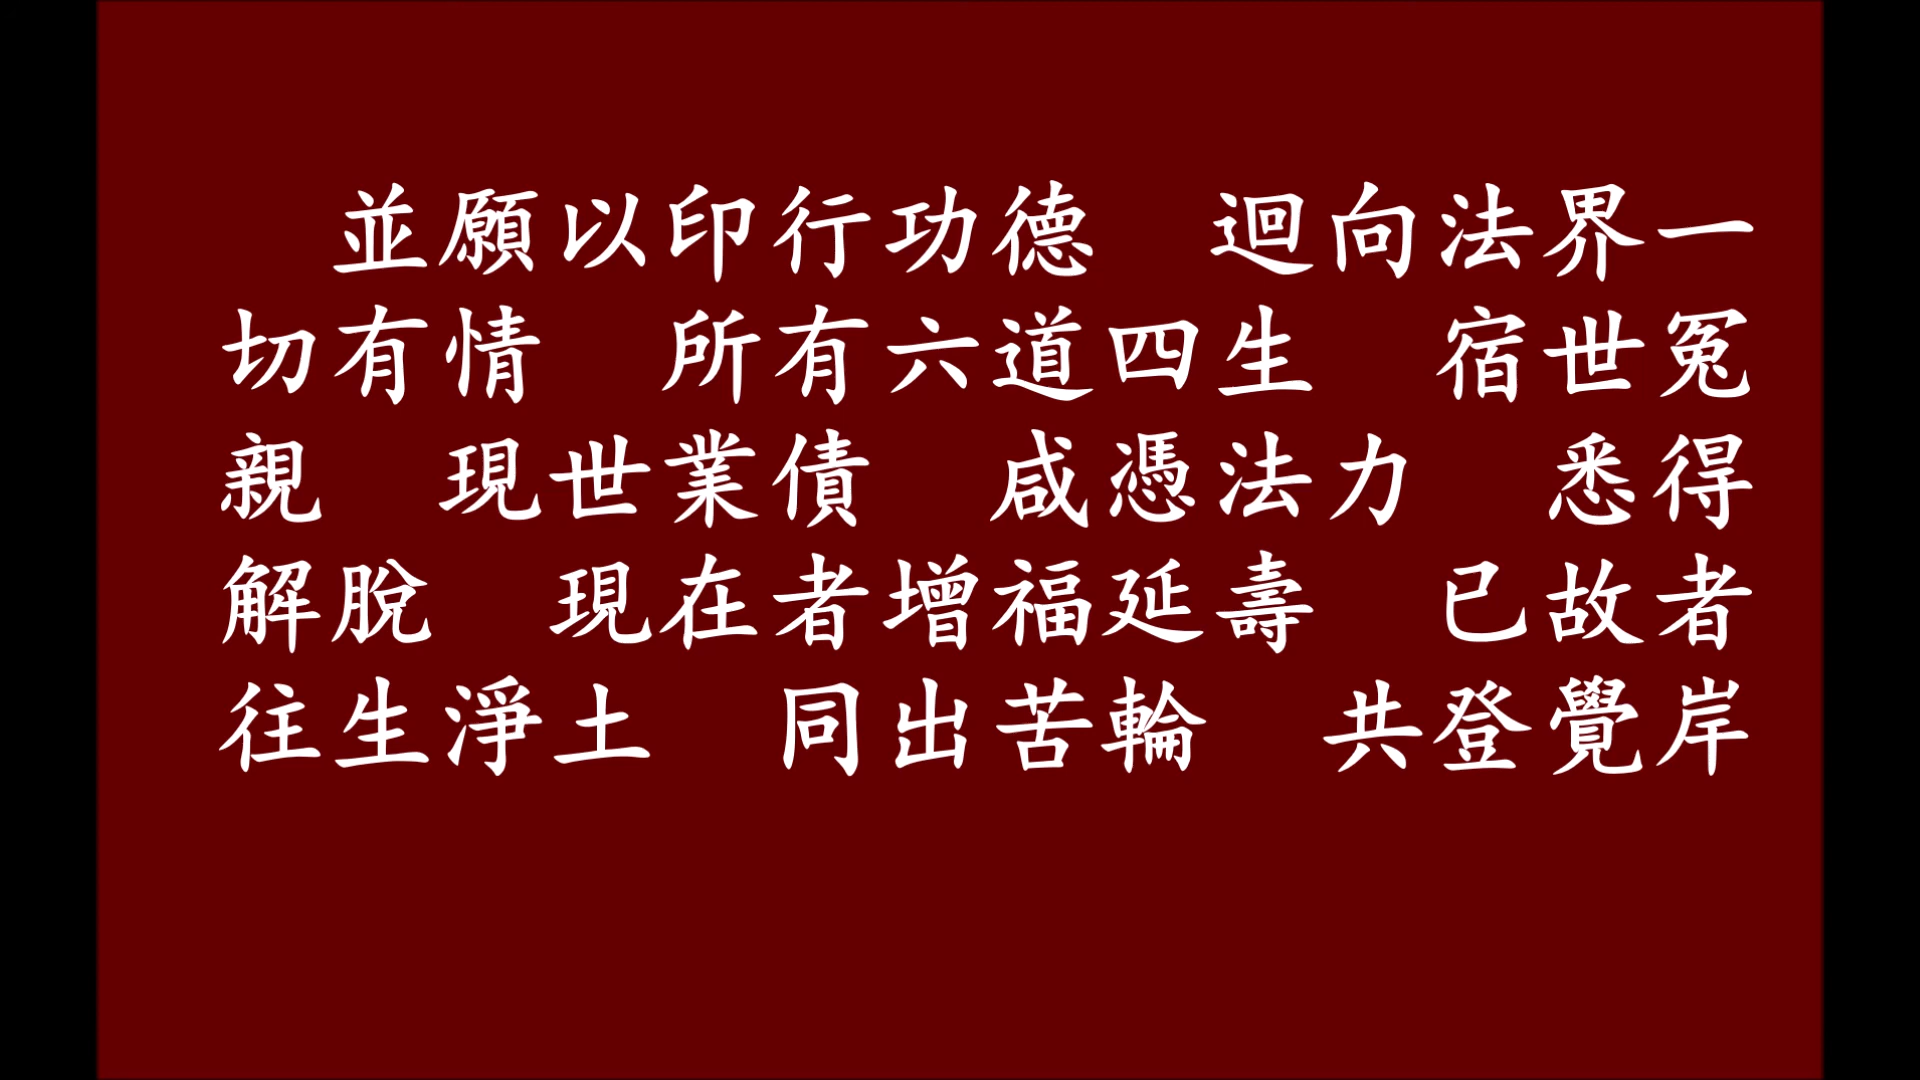 並願以印行功德　迴向法界一
切有情　所有六道四生　宿世冤
親　現世業債　咸憑法力　悉得
解脫　現在者增福延壽　已故者
往生淨土　同出苦輪　共登覺岸